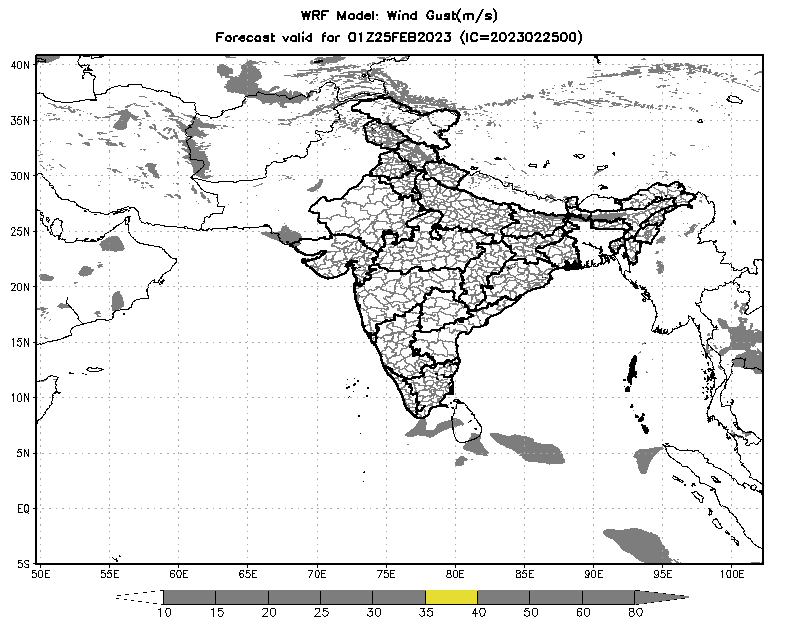 WRF Model: Wind Gust(m/s)
Forecast valid for 01Z25FEB2023 (IC=2023022500)
40N
35N
30N
25N
20N
15N
10N
5N
EQ
5S
50E 55E 60E 65E 70E 75E 80E 85E 90E 95E 100E
10 15 20 25 30 35 40 50 60 80